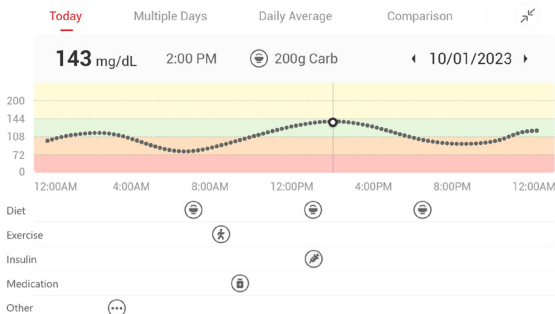 Today Multiple Days Daily Average Comparison
143 mg/dL 2:00 PM 200g Carb 10/01/2023
200
144
108
72
0
12:00AM 4:00AM 8:00AM 12:00PM 4:00PM 8:00PM 12:00AM
Diet
Exercise
Insulin
Medication
Other